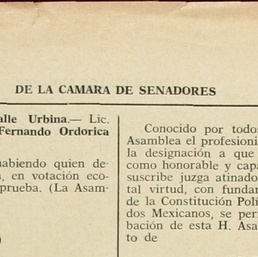 DE LA CAMARA DE SENADORES
alle Urbina.— Lic.
Fernando Ordorica
habiendo quien de-
, en votación eco-
prueba. (La Asam-
)
Conocido por todos
Asamblea el profesioni
la designación a que
como honorable y capa
suscribe juzga atinado
tal virtud, con fundam
de la Constitución Polí
dos Mexicanos, se perm
bación de esta H. Asa
to de